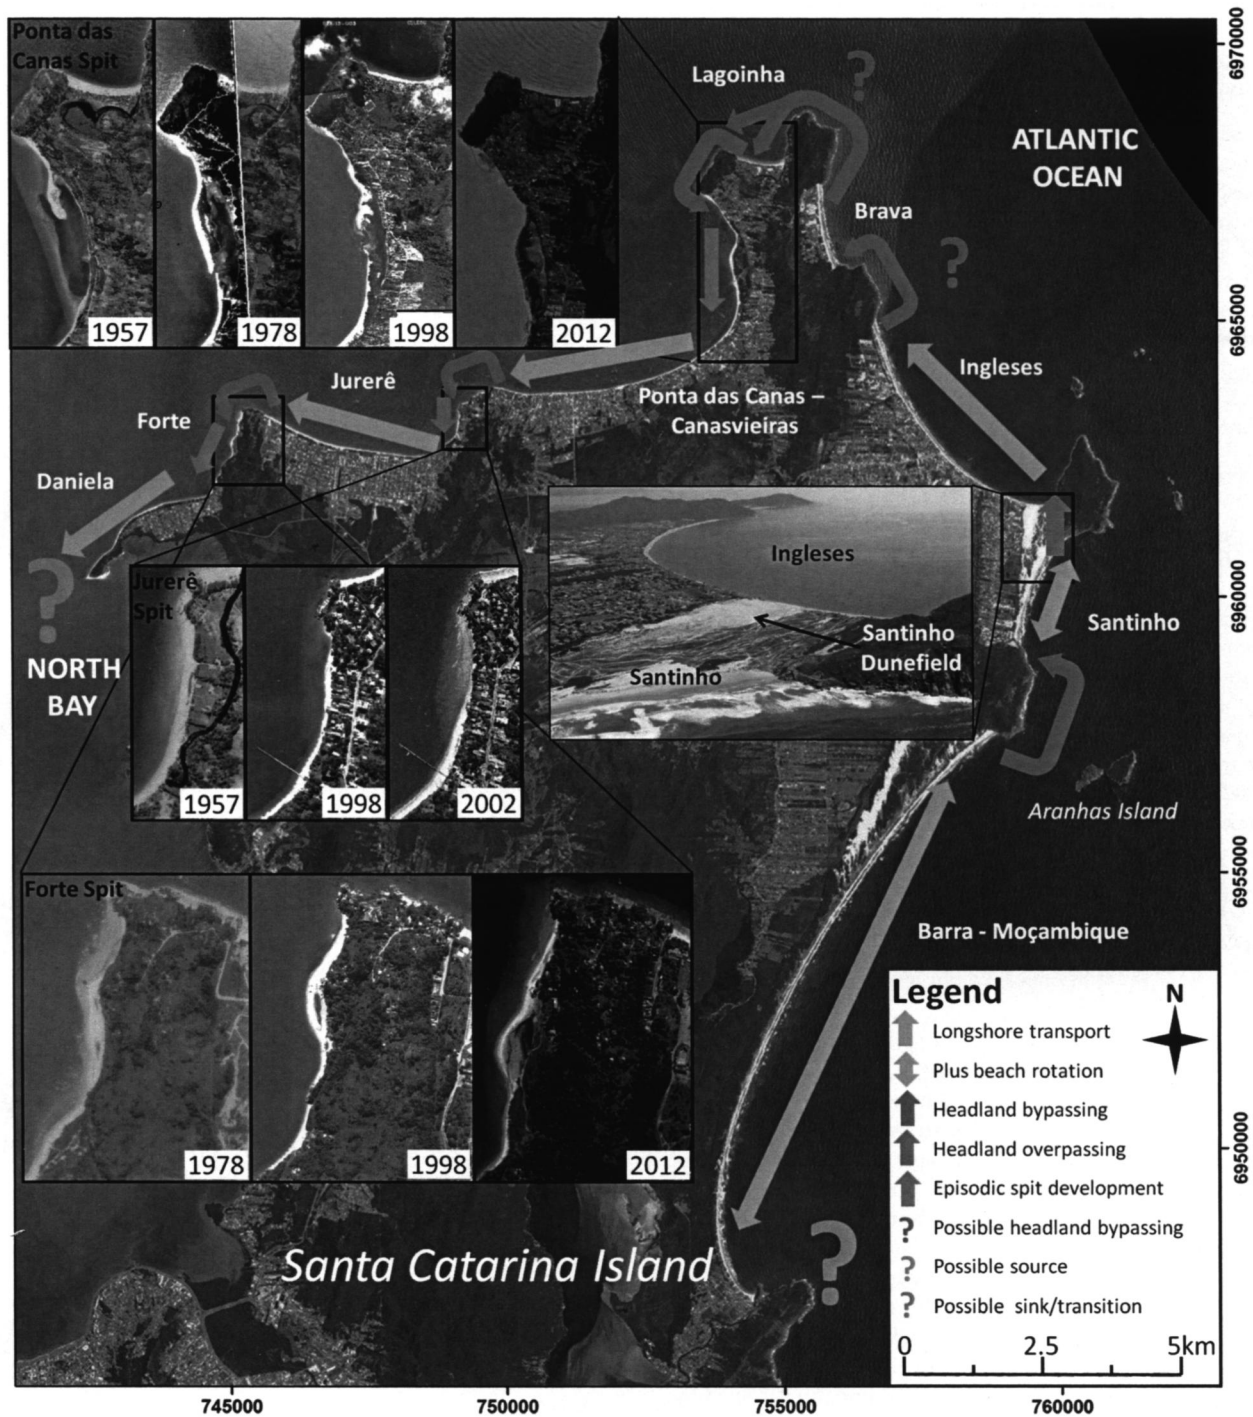 Ponta das
Canas Spit
1957
1978
1998
2012
Lagoinha
?
ATLANTIC
OCEAN
Brava
?
Ingleses
Jurerê
Forte
Daniela
?
Ponta das Canas –
Canasvieiras
NORTH
BAY
Jurerê
Spit
1957
1998
2002
Ingleses
Santinho
Dunefield
Santinho
Santinho
Aranhas Island
Barra - Moçambique
Forte Spit
1978
1998
2012
Santa Catarina Island
?
Legend
N
Longshore transport
Plus beach rotation
Headland bypassing
Headland overpassing
Episodic spit development
? Possible headland bypassing
? Possible source
? Possible sink/transition
0 2.5 5km
6970000
6965000
6960000
6955000
6950000
745000 750000 755000 760000